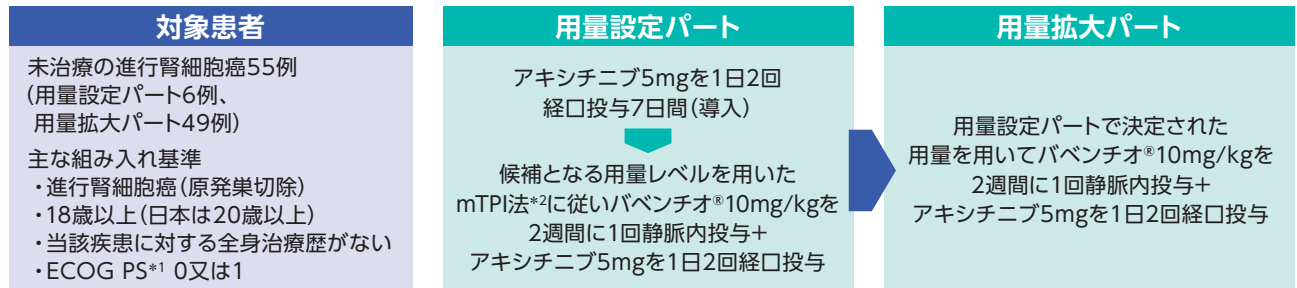 対象患者
未治療の進行腎細胞癌55例
(用量設定パート6例、
用量拡大パート49例)
主な組み入れ基準
・進行腎細胞癌(原発巣切除)
・18歳以上(日本は20歳以上)
・当該疾患に対する全身治療歴がない
・ECOG PS*1 0又は1
用量設定パート
アキシチニブ5mgを1日2回
経口投与7日間(導入)
候補となる用量レベルを用いた
mTPI法*2に従いバベンチオ®10mg/kgを
2週間に1回静脈内投与+
アキシチニブ5mgを1日2回経口投与
用量拡大パート
用量設定パートで決定された
用量を用いてバベンチオ®10mg/kgを
2週間に1回静脈内投与+
アキシチニブ5mgを1日2回経口投与